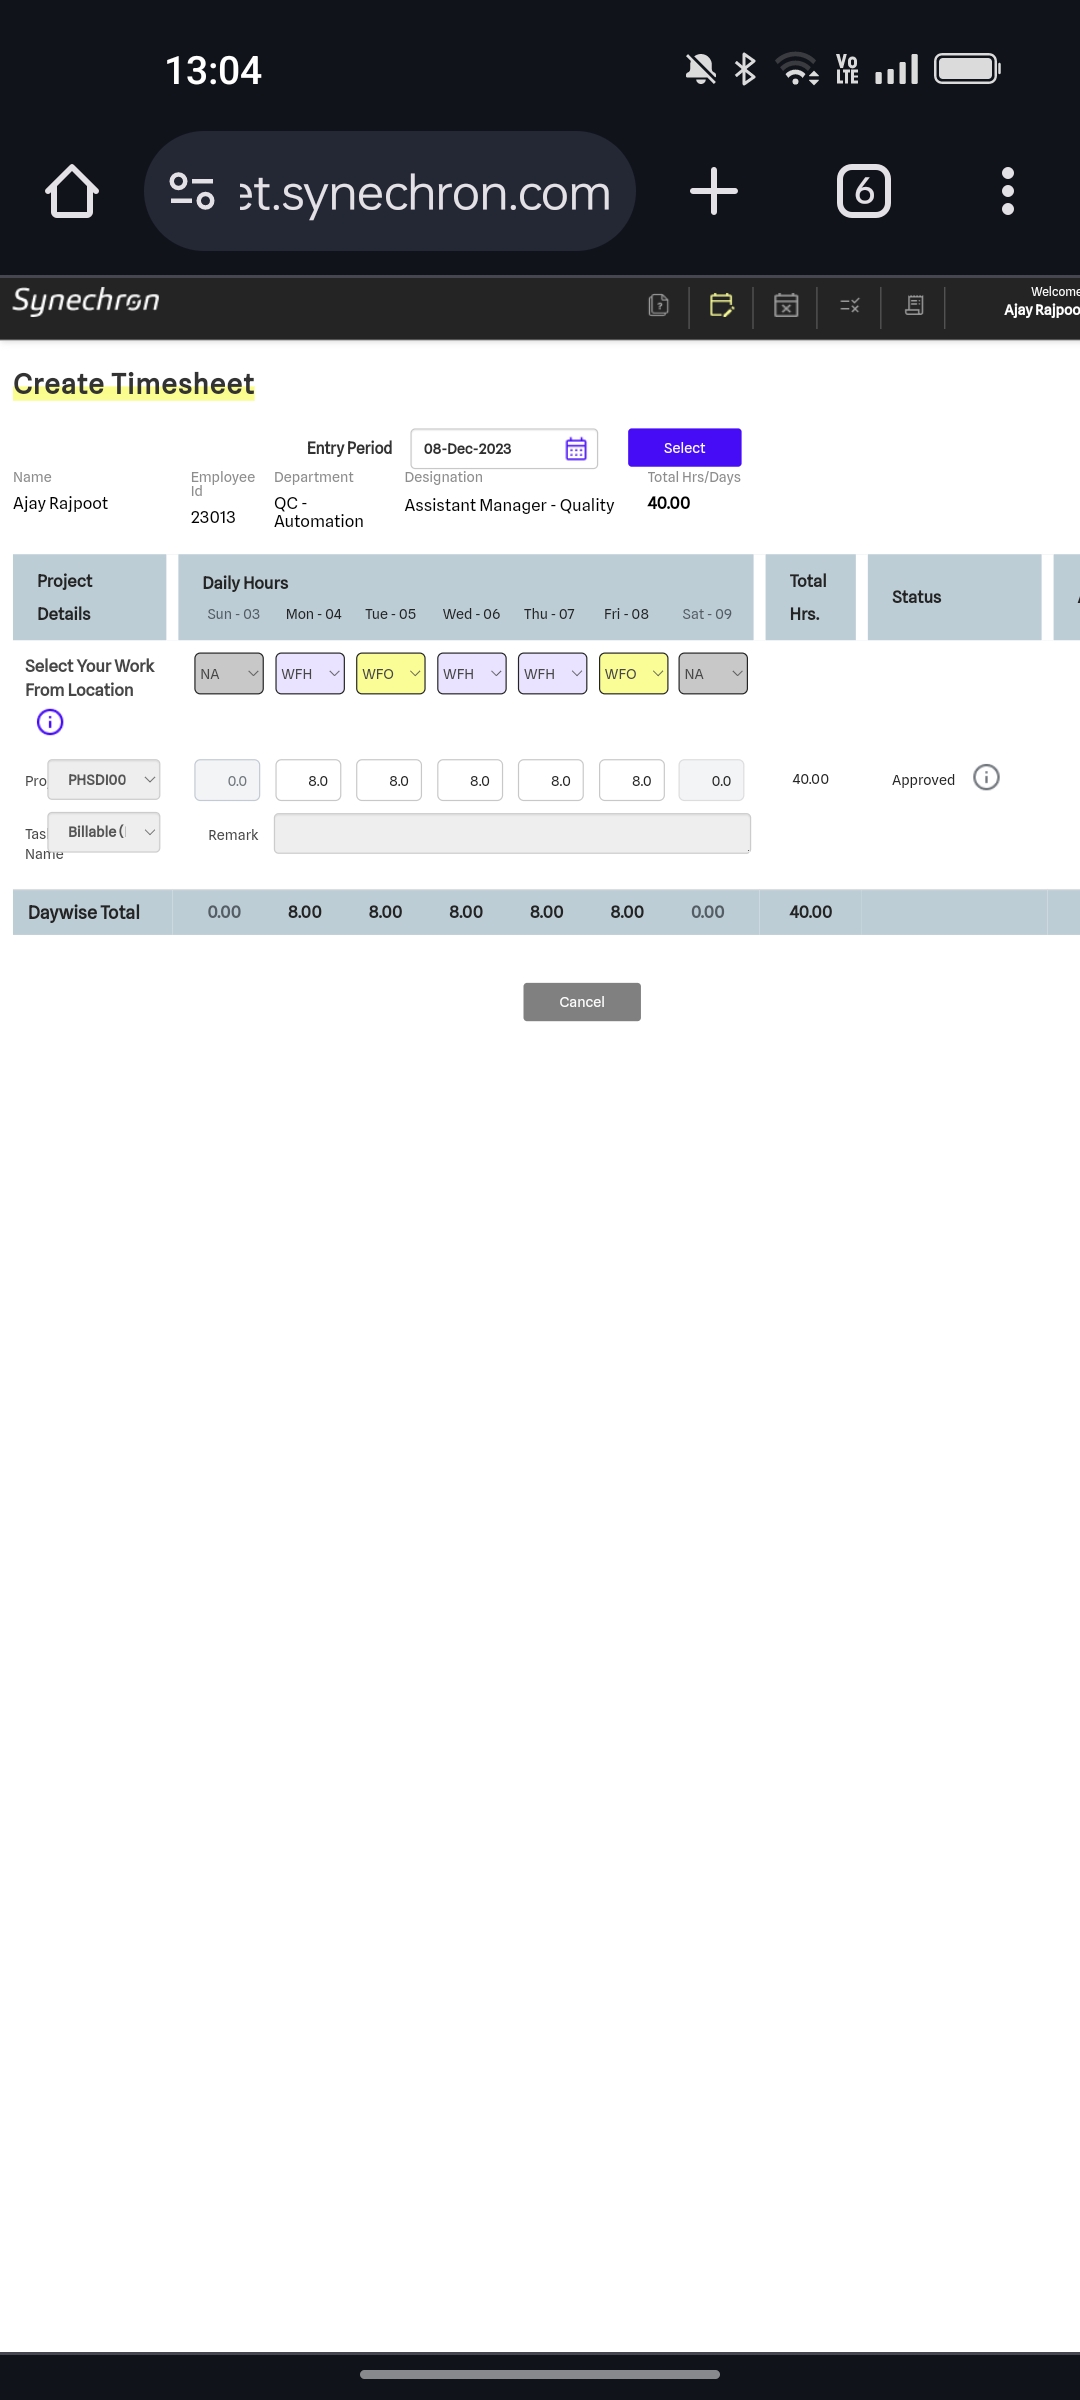 13:04
Vo
LTE
et.synechron.com
6
Synechron
Welcome
Ajay Rajpoo
Create Timesheet
Entry Period
08-Dec-2023
Select
Name
Employee
Id
Department
Designation
Total Hrs/Days
Ajay Rajpoot
23013
QC -
Automation
Assistant Manager - Quality
40.00
Project
Details
Daily Hours
Sun - 03 Mon - 04 Tue - 05 Wed - 06 Thu - 07 Fri - 08 Sat - 09
Total
Hrs.
Status
Select Your Work
From Location
NA WFH WFO WFH WFH WFO NA
Pro PHSDI00 0.0 8.0 8.0 8.0 8.0 8.0 0.0 40.00 Approved
Tas
Name
Billable (
Remark
Daywise Total 0.00 8.00 8.00 8.00 8.00 8.00 0.00 40.00
Cancel